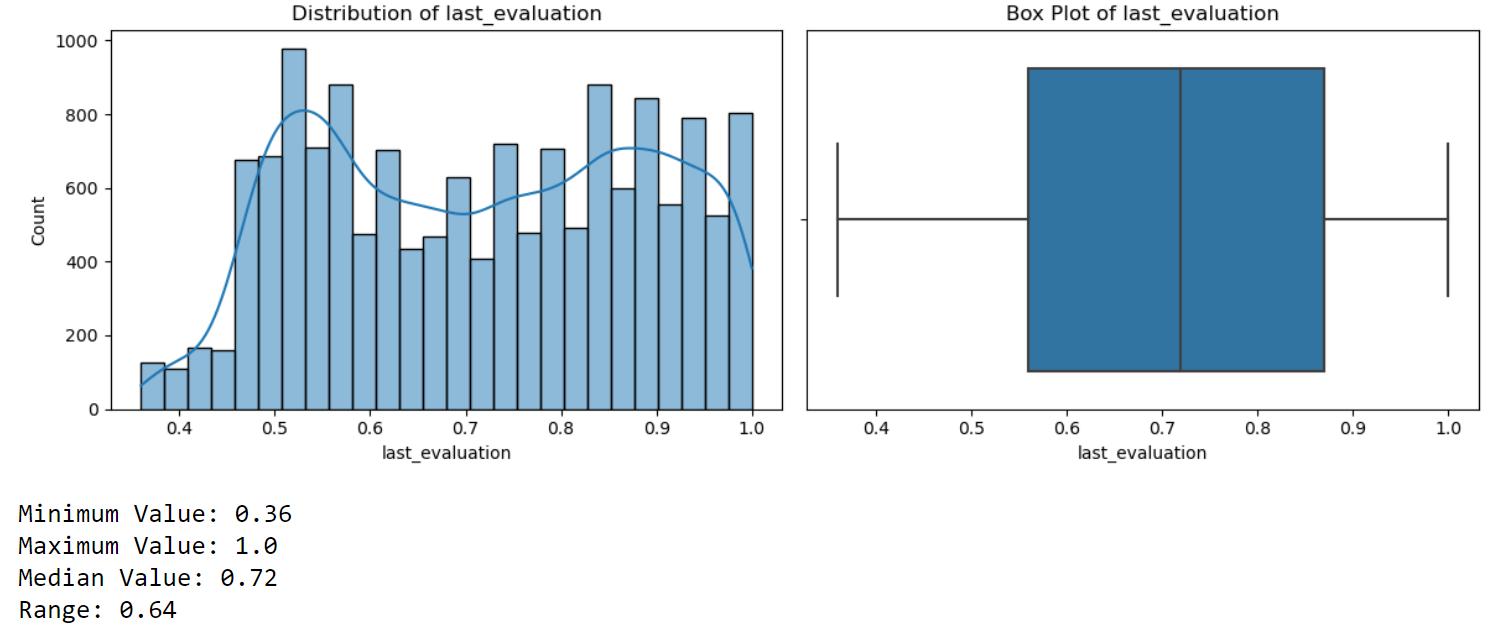 Distribution of last_evaluation
1000
800
600
400
200
0
Count
0.4 0.5 0.6 0.7 0.8 0.9 1.0
last_evaluation
Box Plot of last_evaluation
0.4 0.5 0.6 0.7 0.8 0.9 1.0
last_evaluation
Minimum Value: 0.36
Maximum Value: 1.0
Median Value: 0.72
Range: 0.64